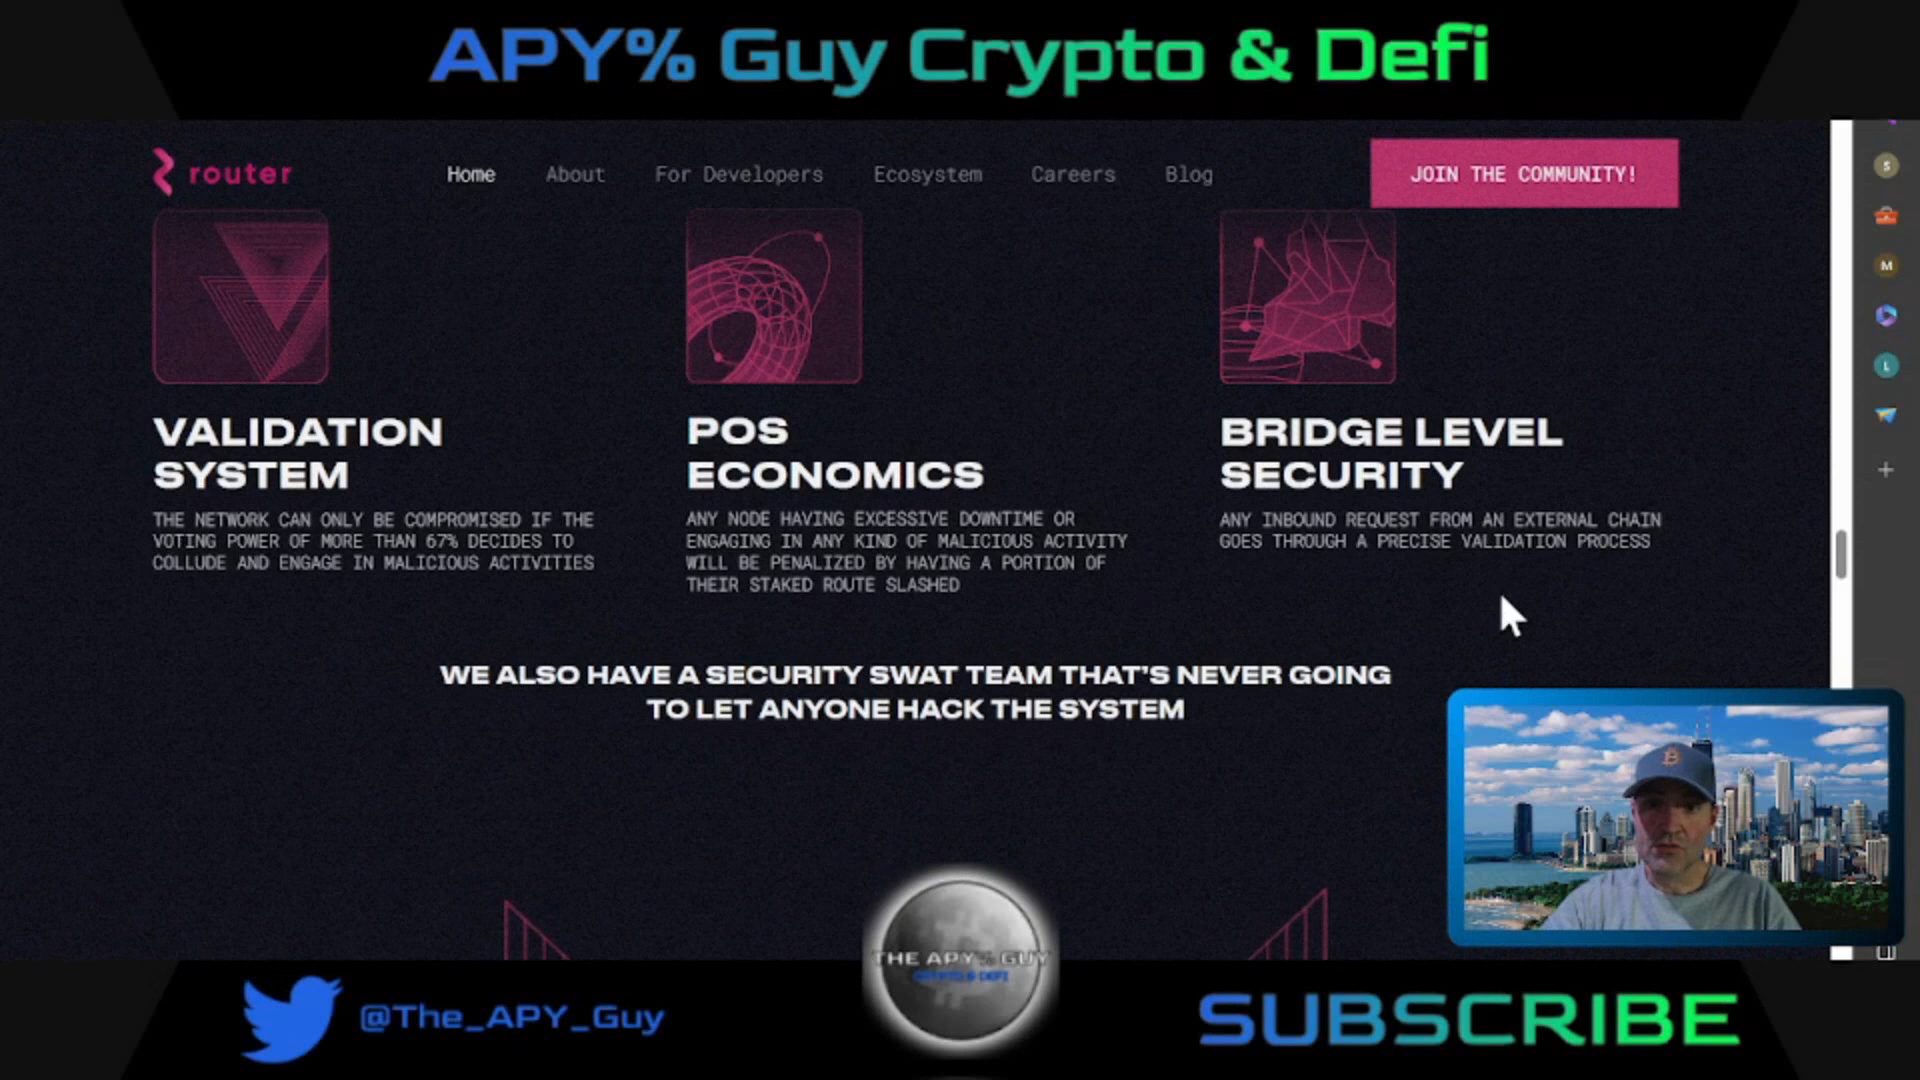 APY% Guy Crypto & Defi
router
Home About For Developers Ecosystem Careers Blog
JOIN THE COMMUNITY!
VALIDATION
SYSTEM
THE NETWORK CAN ONLY BE COMPROMISED IF THE
VOTING POWER OF MORE THAN 67% DECIDES TO
COLLUDE AND ENGAGE IN MALICIOUS ACTIVITIES
POS
ECONOMICS
ANY NODE HAVING EXCESSIVE DOWNTIME OR
ENGAGING IN ANY KIND OF MALICIOUS ACTIVITY
WILL BE PENALIZED BY HAVING A PORTION OF
THEIR STAKED ROUTE SLASHED
BRIDGE LEVEL
SECURITY
ANY INBOUND REQUEST FROM AN EXTERNAL CHAIN
GOES THROUGH A PRECISE VALIDATION PROCESS
S
M
L
WE ALSO HAVE A SECURITY SWAT TEAM THAT'S NEVER GOING
TO LET ANYONE HACK THE SYSTEM
THE APY% GUY
CRYPTO & DEFI
@The_APY_Guy
SUBSCRIBE